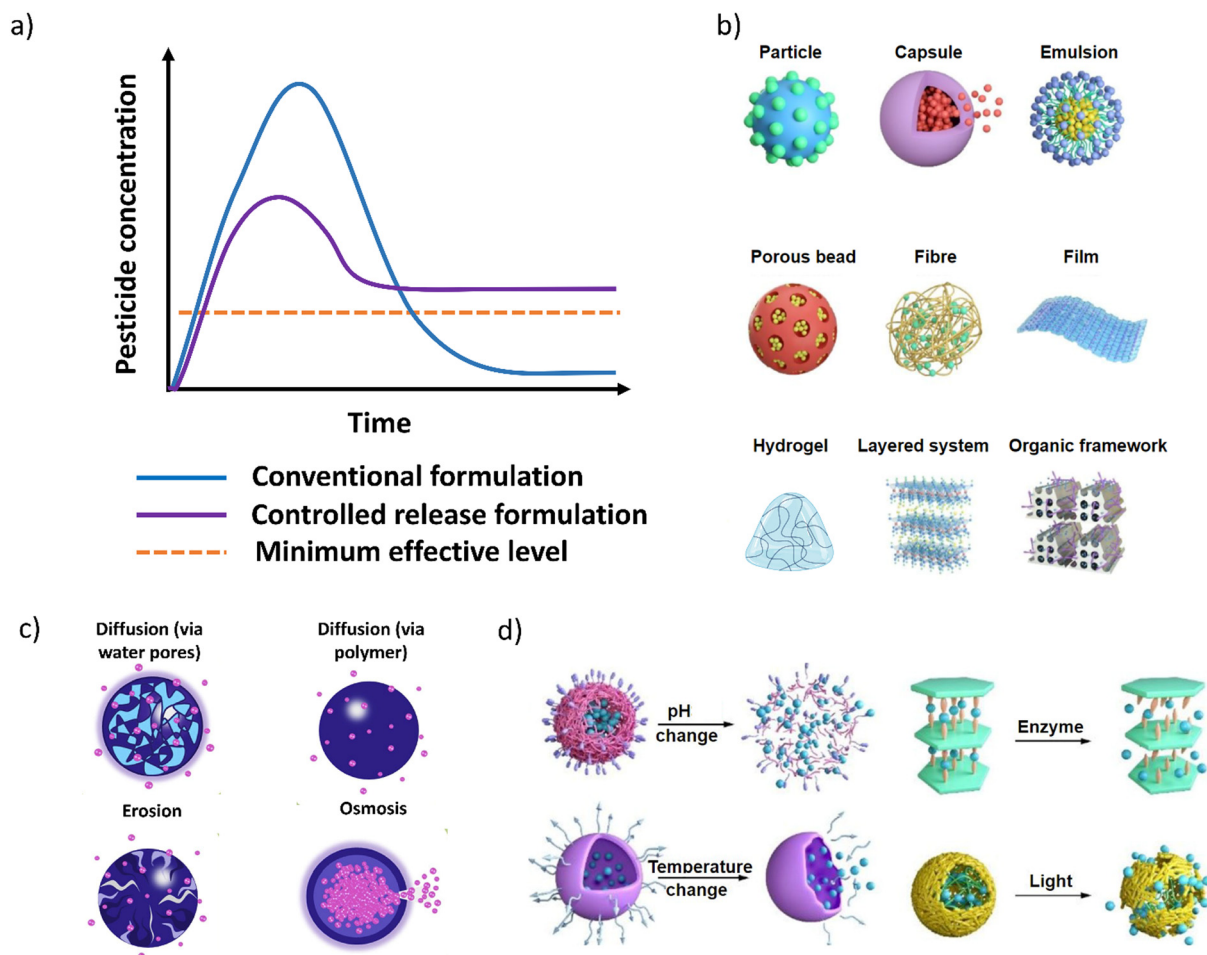 a)
Pesticide concentration
Time
Conventional formulation
Controlled release formulation
Minimum effective level
b)
Particle
Capsule
Emulsion
Porous bead
Fibre
Film
Hydrogel
Layered system
Organic framework
c)
Diffusion (via
water pores)
Diffusion (via
polymer)
Erosion
Osmosis
d)
pH
change
Enzyme
Temperature
change
Light